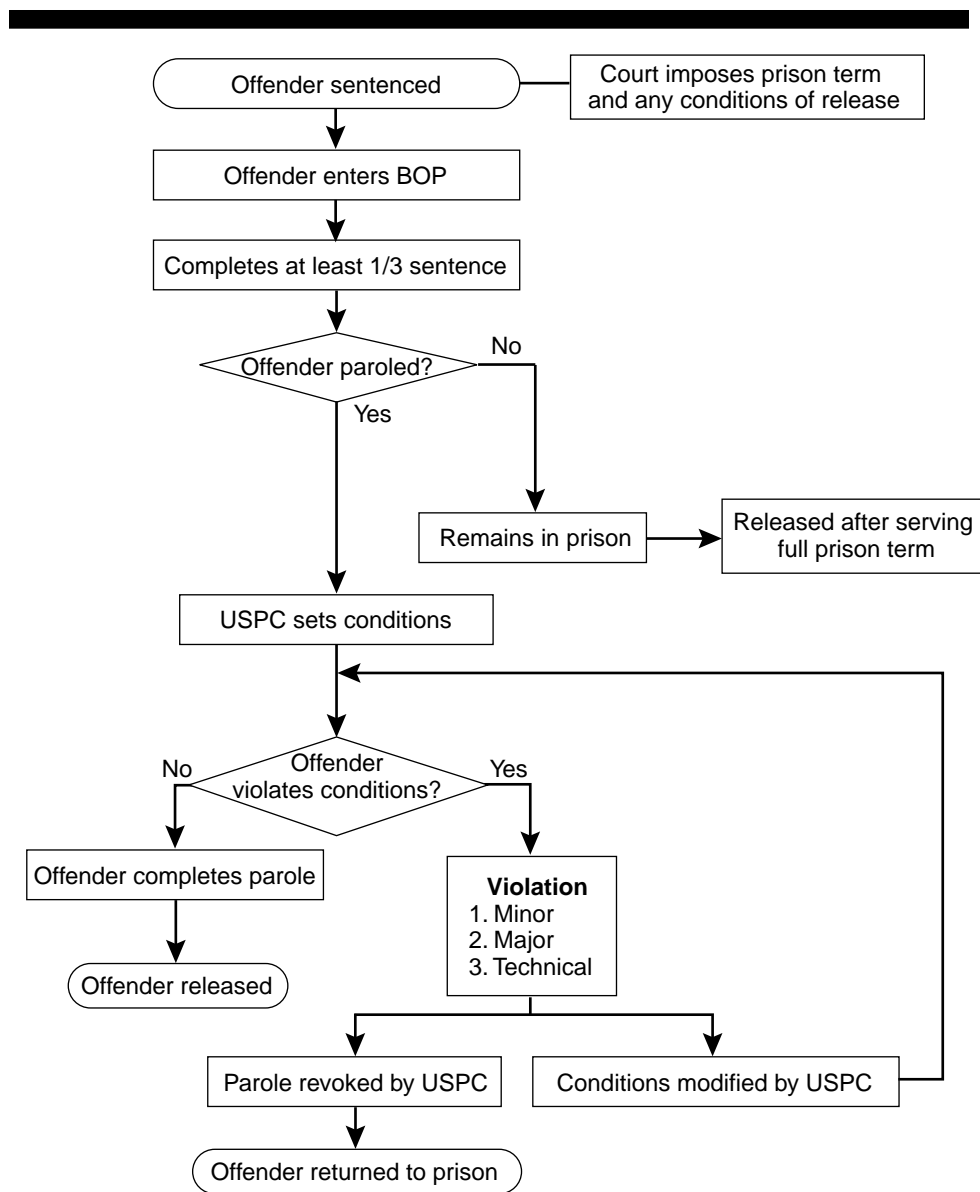 Offender sentenced
Court imposes prison term
and any conditions of release
Offender enters BOP
Completes at least 1/3 sentence
Offender paroled?
No
Yes
Remains in prison
Released after serving
full prison term
USPC sets conditions
No
Offender
violates conditions?
Yes
Offender completes parole
Violation
1. Minor
2. Major
3. Technical
Offender released
Parole revoked by USPC
Conditions modified by USPC
Offender returned to prison